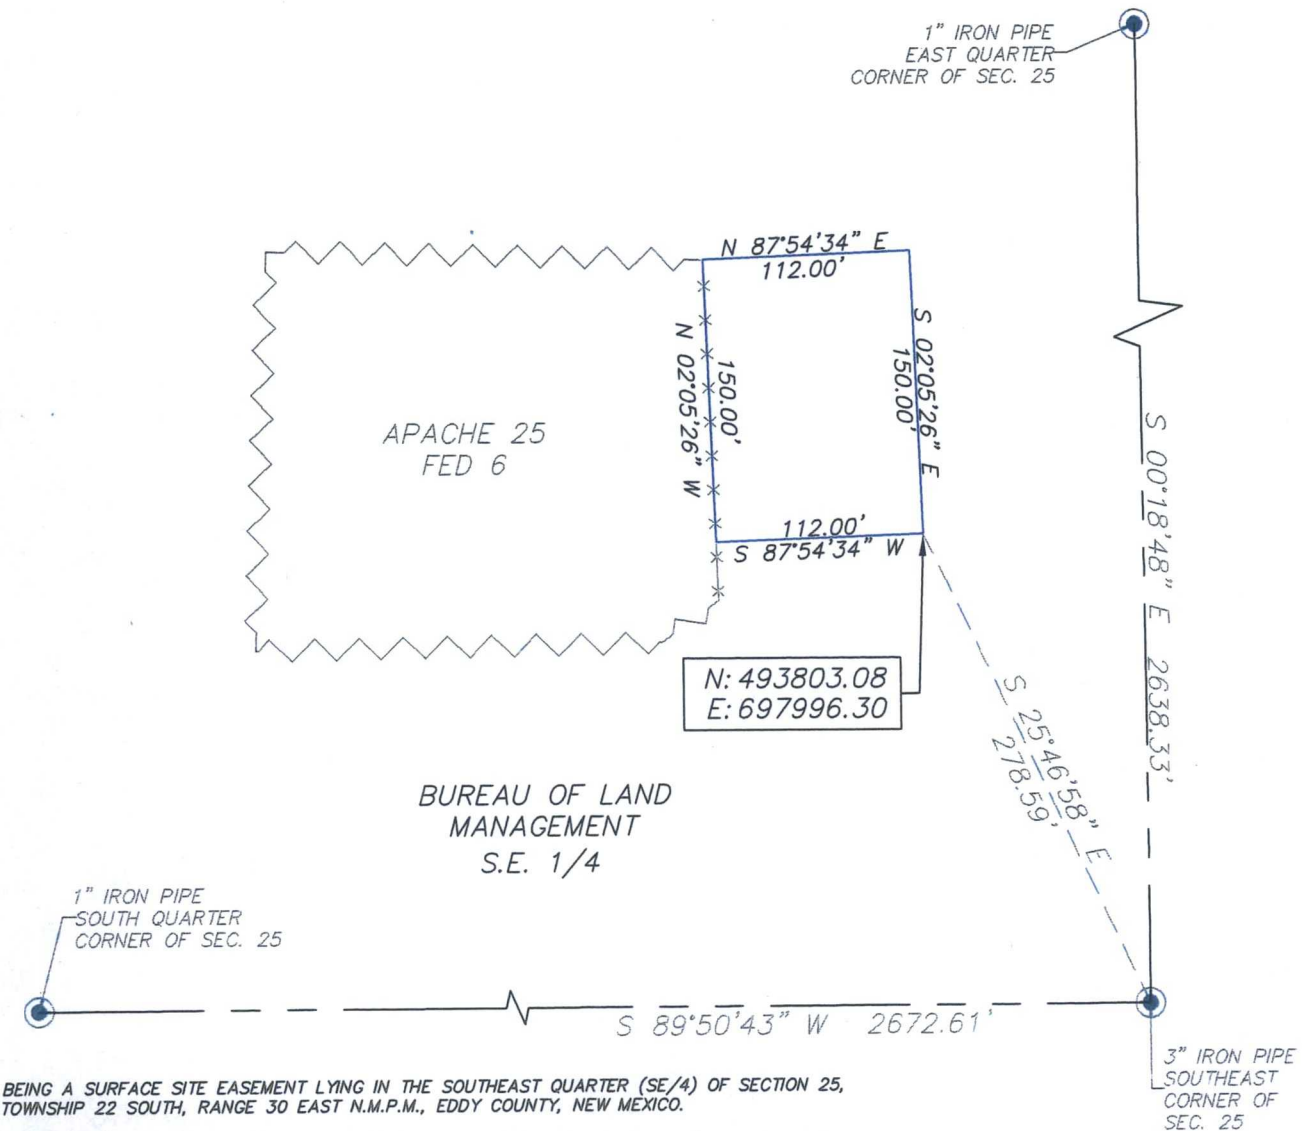 1" IRON PIPE
EAST QUARTER
CORNER OF SEC. 25
N 87°54'34" E
112.00'
S 02°05'26" E
150.00'
N 02°05'26" W
150.00'
APACHE 25
FED 6
112.00'
S 87°54'34" W
S 00°18'48" E 2638.33'
N: 493803.08
E: 697996.30
S 25°46'58" E
278.59'
BUREAU OF LAND
MANAGEMENT
S.E. 1/4
1" IRON PIPE
SOUTH QUARTER
CORNER OF SEC. 25
S 89°50'43" W 2672.61'
3" IRON PIPE
SOUTHEAST
CORNER OF
SEC. 25
BEING A SURFACE SITE EASEMENT LYING IN THE SOUTHEAST QUARTER (SE/4) OF SECTION 25,
TOWNSHIP 22 SOUTH, RANGE 30 EAST N.M.P.M., EDDY COUNTY, NEW MEXICO.